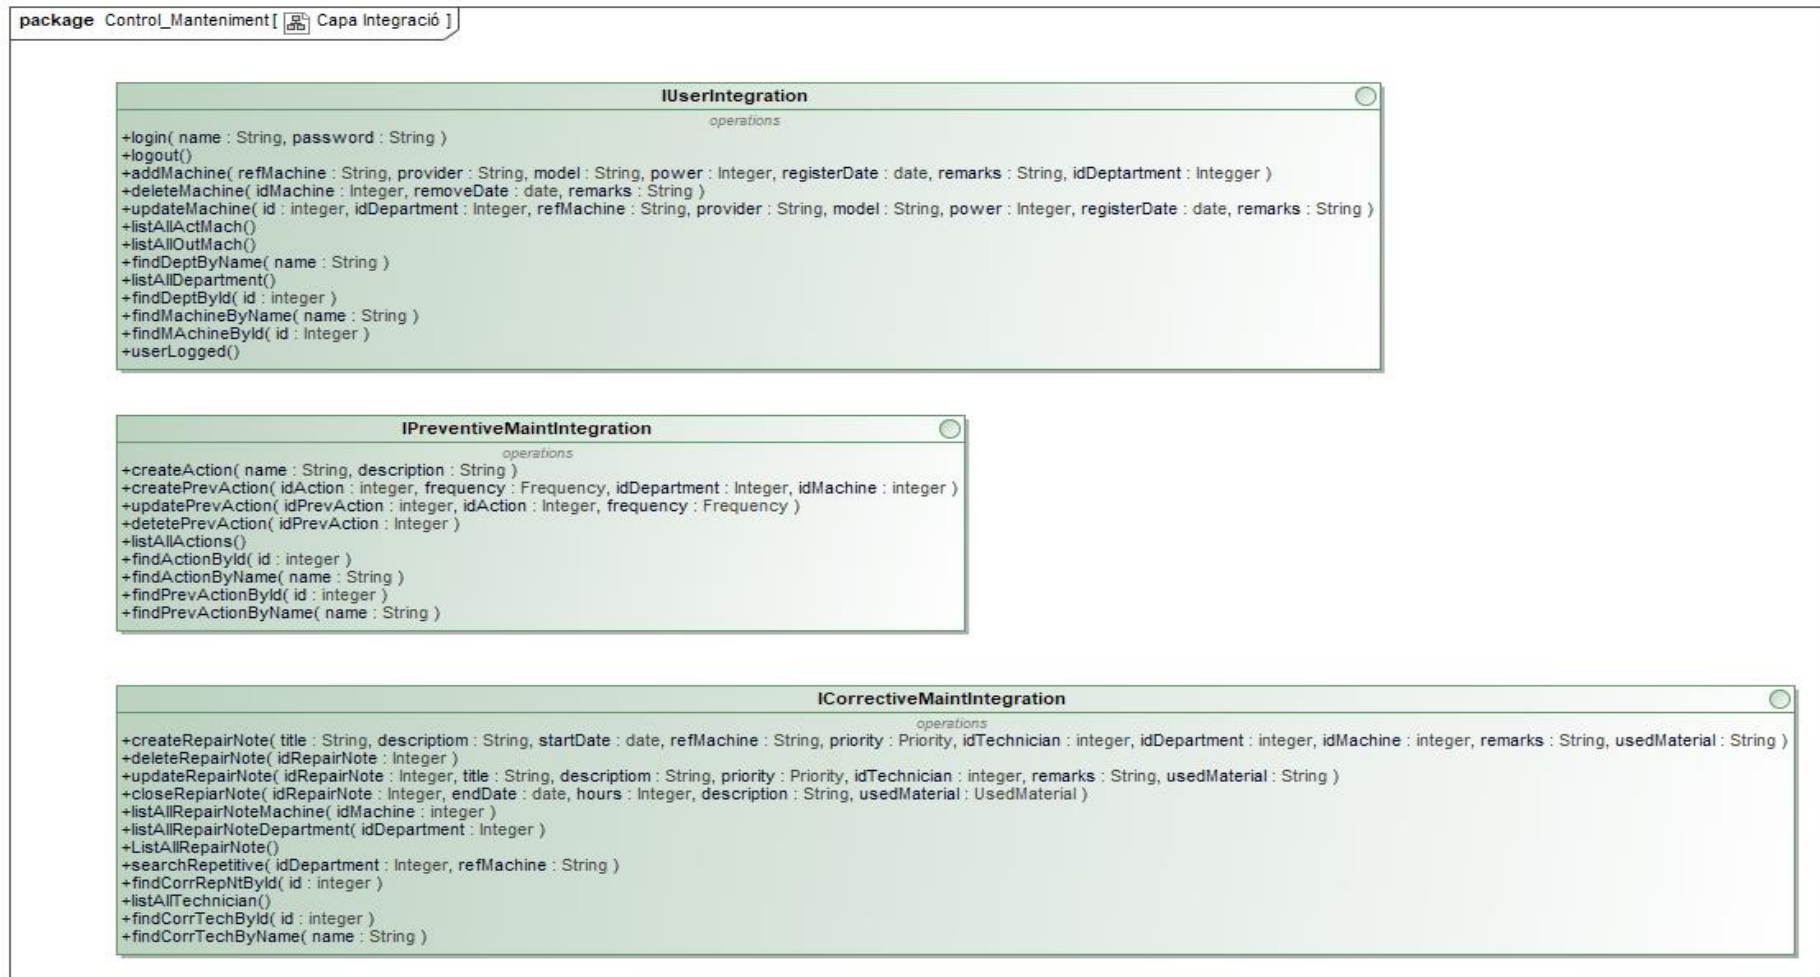 package Control_Manteniment[ Capa Integració ]
IUserIntegration
operations
+login( name : String, password : String )
+logout()
+addMachine( refMachine : String, provider : String, model : String, power : Integer, registerDate : date, remarks : String, idDeptartment : Integger )
+deleteMachine( idMachine : Integer, removeDate : date, remarks : String )
+updateMachine( id : integer, idDepartment : Integer, refMachine : String, provider : String, model : String, power : Integer, registerDate : date, remarks : String )
+listAllActMach()
+listAllOutMach()
+findDeptByName( name : String )
+listAllDepartment()
+findDeptById( id : integer )
+findMachineByName( name : String )
+findMAchineById( id : Integer )
+userLogged()
IPreventiveMaintIntegration
operations
+createAction( name : String, description : String )
+createPrevAction( idAction : integer, frequency : Frequency, idDepartment : Integer, idMachine : integer )
+updatePrevAction( idPrevAction : integer, idAction : Integer, frequency : Frequency )
+detetePrevAction( idPrevAction : Integer )
+listAllActions()
+findActionById( id : integer )
+findActionByName( name : String )
+findPrevActionById( id : integer )
+findPrevActionByName( name : String )
ICorrectiveMaintIntegration
operations
+createRepairNote( title : String, descriptiom : String, startDate : date, refMachine : String, priority : Priority, idTechnician : integer, idDepartment : integer, idMachine : integer, remarks : String, usedMaterial : String )
+deleteRepairNote( idRepairNote : Integer )
+updateRepairNote( idRepairNote : Integer, title : String, descriptiom : String, priority : Priority, idTechnician : integer, remarks : String, usedMaterial : String )
+closeRepiarNote( idRepairNote : Integer, endDate : date, hours : Integer, description : String, usedMaterial : UsedMaterial )
+listAllRepairNoteMachine( idMachine : integer )
+listAllRepairNoteDepartment( idDepartment : Integer )
+ListAllRepairNote()
+searchRepetitive( idDepartment : Integer, refMachine : String )
+findCorrRepNtById( id : integer )
+listAllTechnician()
+findCorrTechById( id : integer )
+findCorrTechByName( name : String )